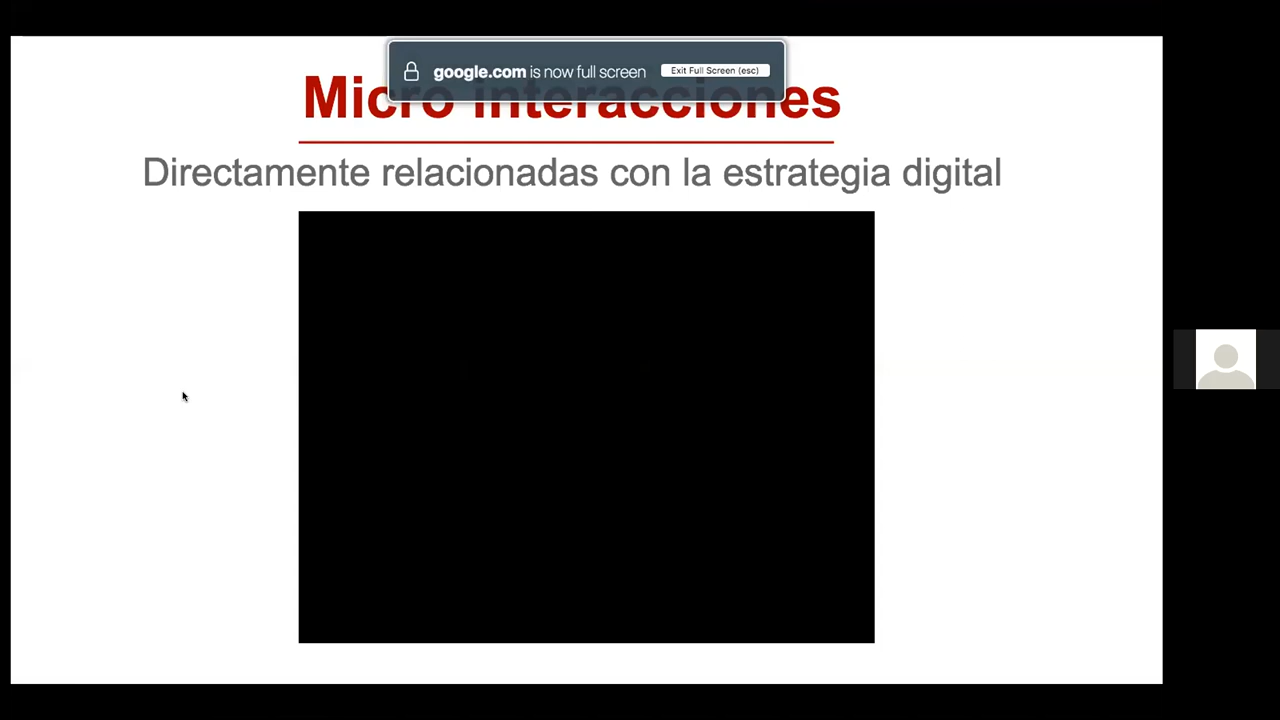 google.com is now full screen Exit Full Screen (esc)
Micro interacciones
Directamente relacionadas con la estrategia digital